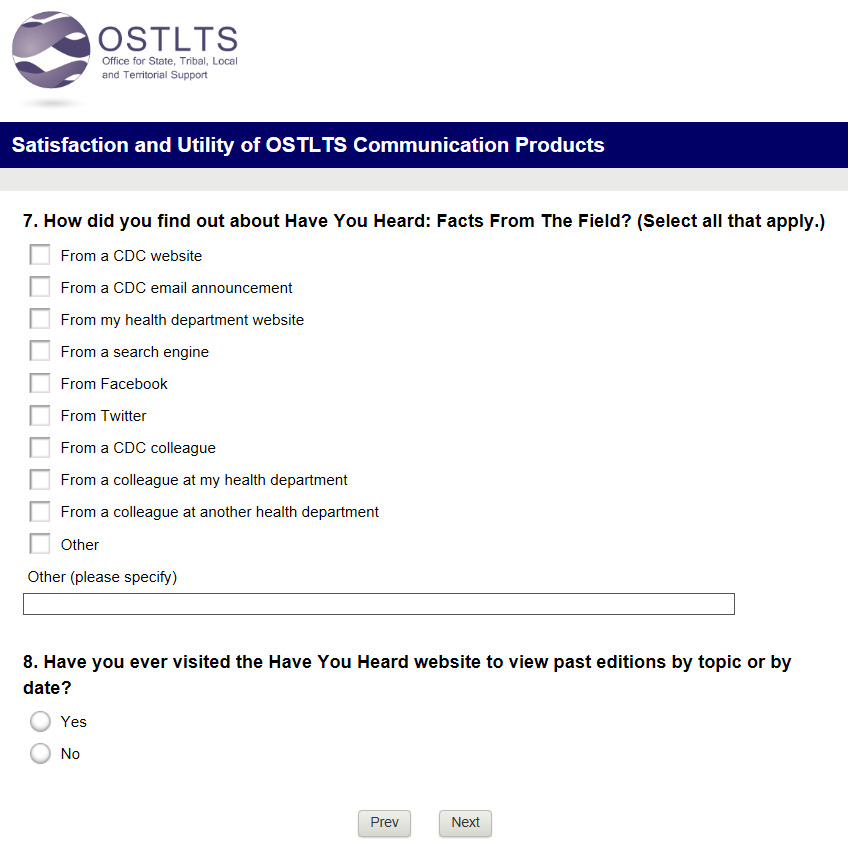 OSTLTS
Office for State, Tribal, Local
and Territorial Support
Satisfaction and Utility of OSTLTS Communication Products
7. How did you find out about Have You Heard: Facts From The Field? (Select all that apply.)
From a CDC website
From a CDC email announcement
From my health department website
From a search engine
From Facebook
From Twitter
From a CDC colleague
From a colleague at my health department
From a colleague at another health department
Other
Other (please specify)
8. Have you ever visited the Have You Heard website to view past editions by topic or by
date?
Yes
No
Prev Next